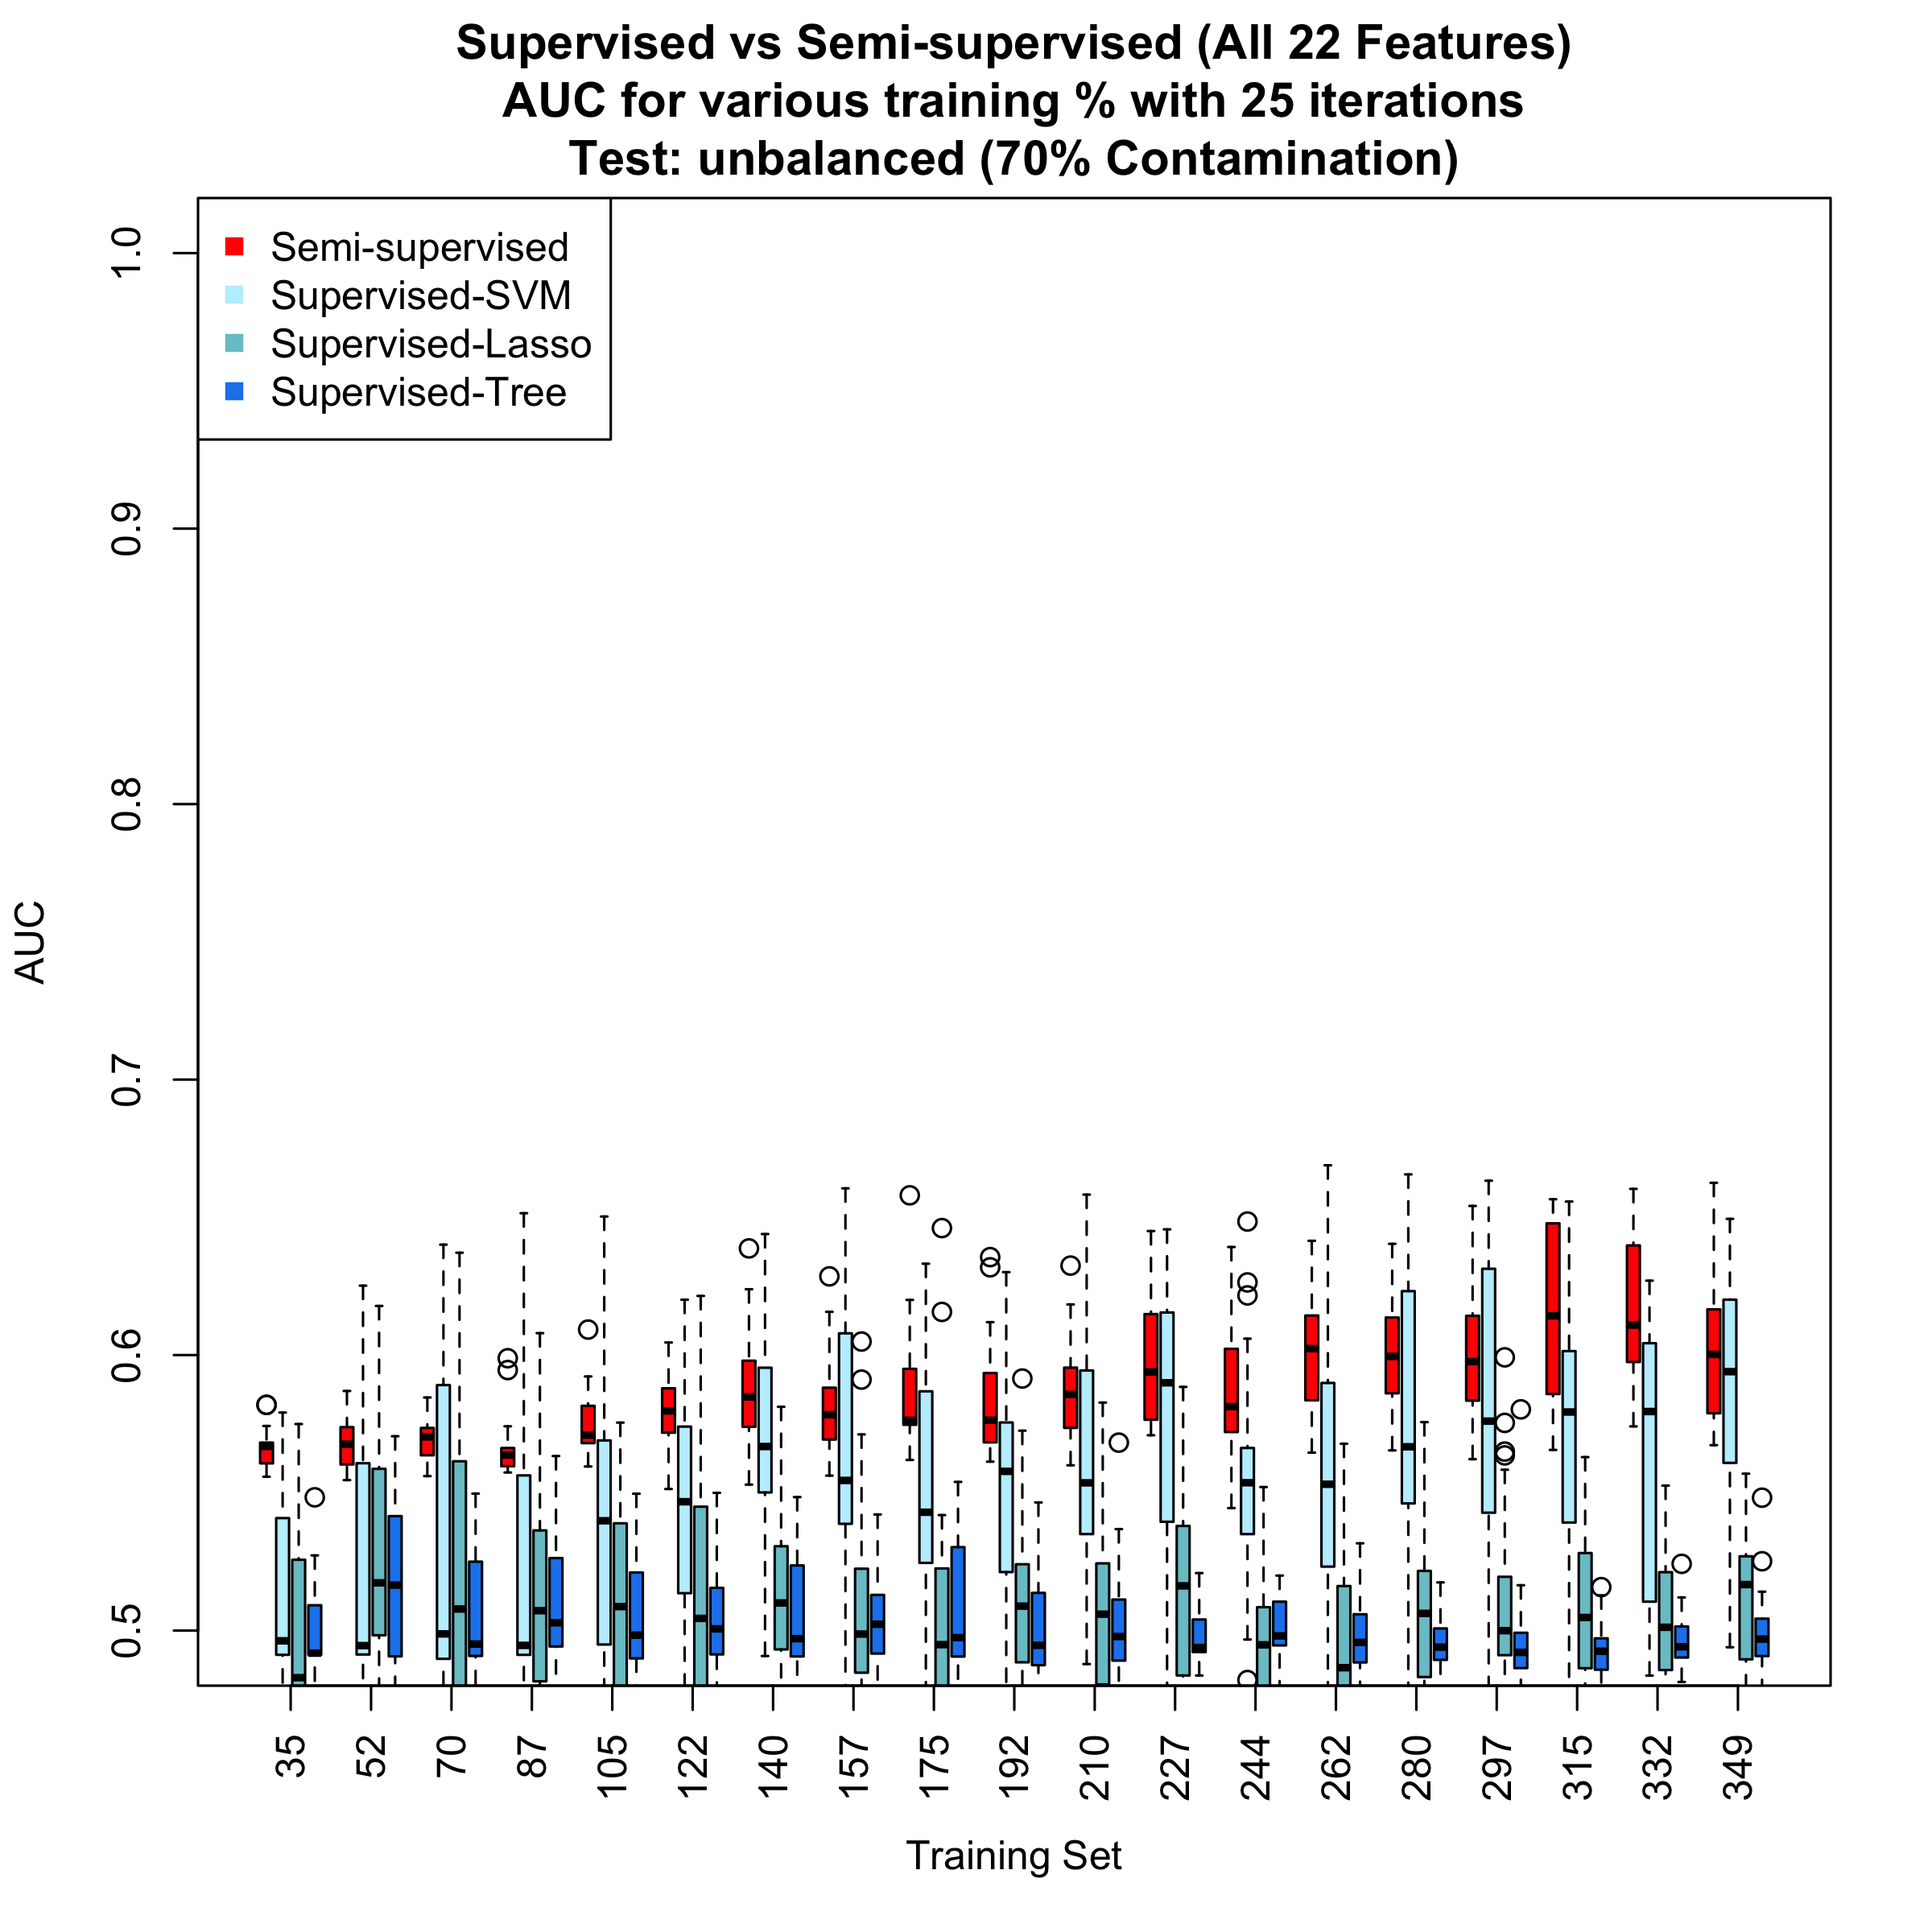 Supervised vs Semi-supervised (All 22 Features)
AUC for various training % with 25 iterations
Test: unbalanced (70% Contamination)
Semi-supervised
Supervised-SVM
Supervised-Lasso
Supervised-Tree
1.0
0.9
0.8
0.7
0.6
0.5
AUC
35 52 70 87 105 122 140 157 175 192 210 227 244 262 280 297 315 332 349
Training Set